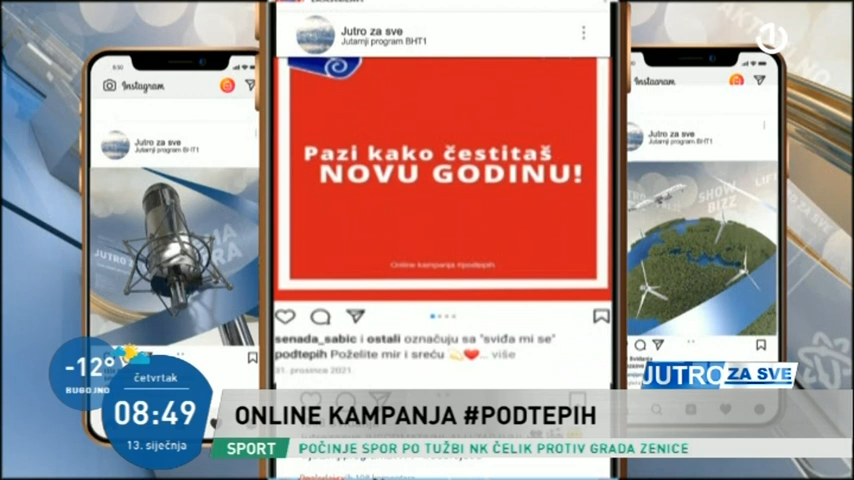 Jutro za sve
Jutarnji program BHT1
Instagram
Jutro za sve
Jutarnji program BHT1
Pazi kako čestitaš
NOVU GODINU!
Online kampanja #podtepih
senada_sabic i ostali označuju sa "sviđa mi se"
podtepih Poželite mir i sreću 💫❤️... više
31. prosinca 2021.
Instagram
Jutro za sve
Jutarnji program BHT1
SHOW
BIZZ
JUTRO ZA SVE
-12°
BUGOJNO
četvrtak
08:49
13. siječnja
ONLINE KAMPANJA #PODTEPIH
SPORT
POČINJE SPOR PO TUŽBI NK ČELIK PROTIV GRADA ZENICE